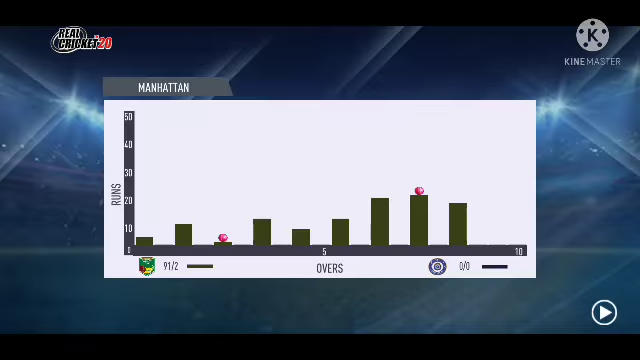 REAL
CRICKET 20
K
KINEMASTER
MANHATTAN
50
40
30
20
10
0
RUNS
5
10
OVERS
91/2
0/0